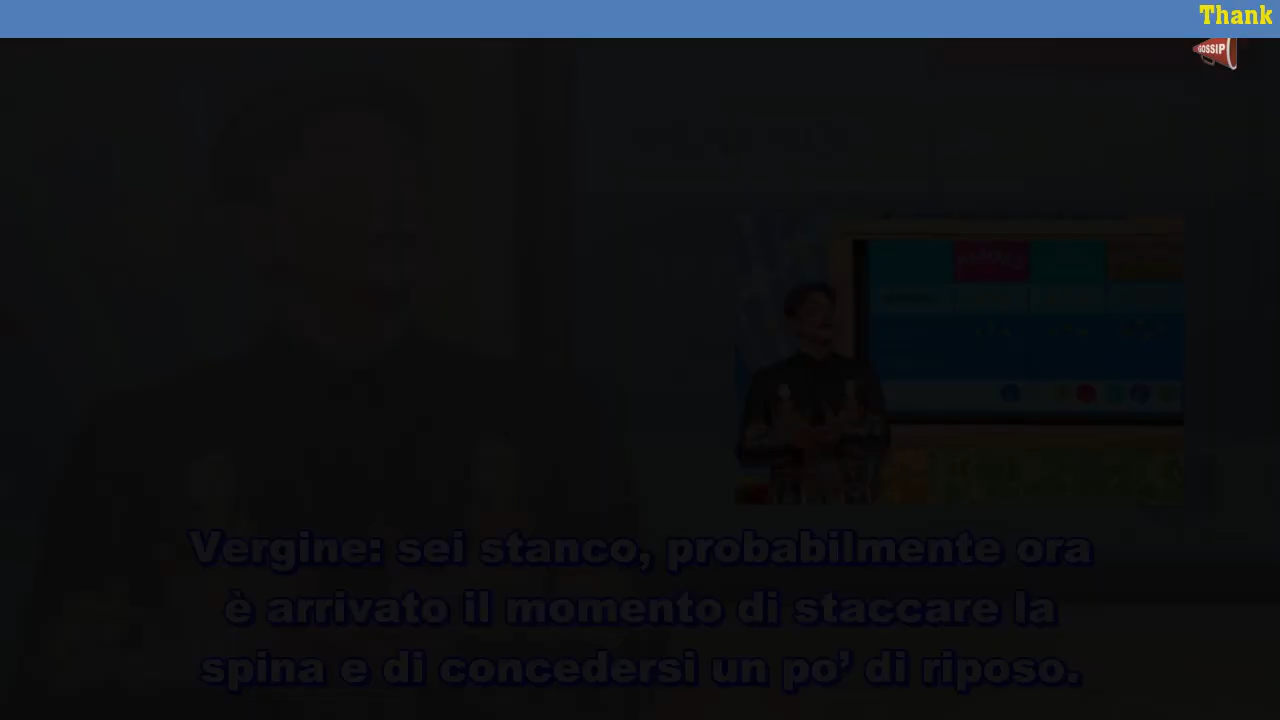 Thank
GOSSIP
Vergine: sei stanco, probabilmente ora
è arrivato il momento di staccare la
spina e di concedersi un po’ di riposo.